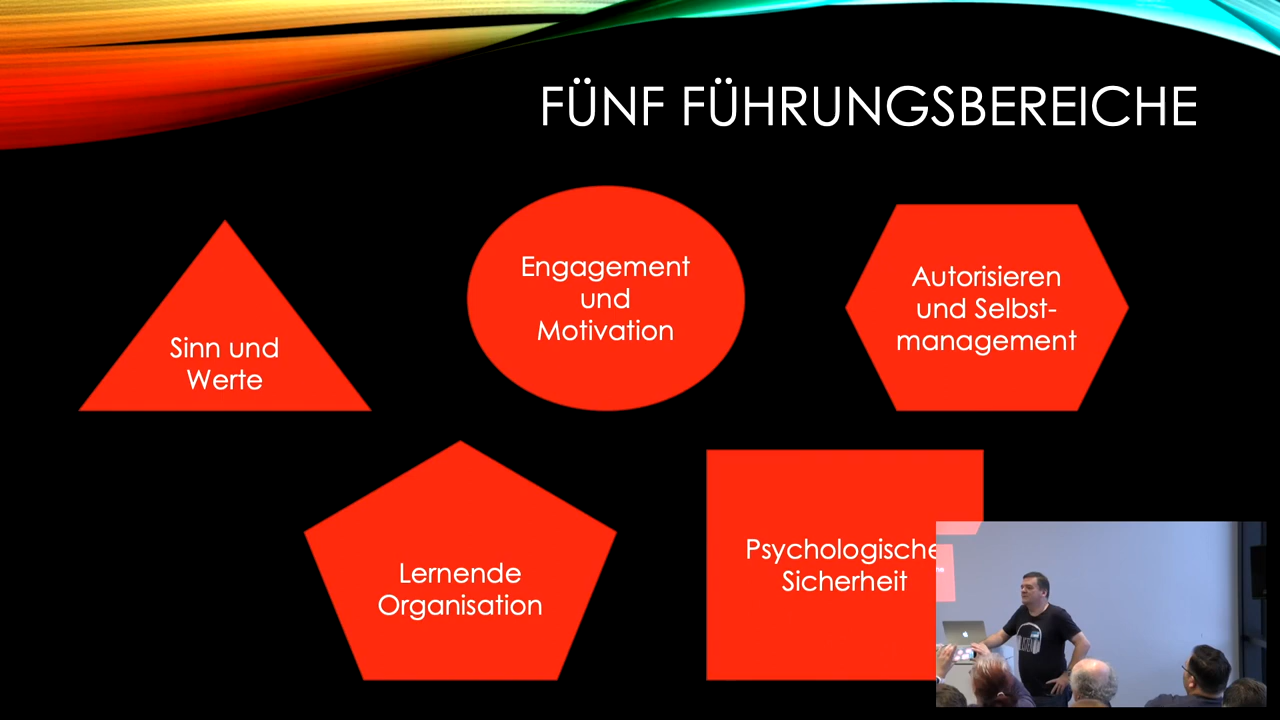 FÜNF FÜHRUNGSBEREICHE
Sinn und
Werte
Engagement
und
Motivation
Autorisieren
und Selbst-
management
Lernende
Organisation
Psychologische
Sicherheit